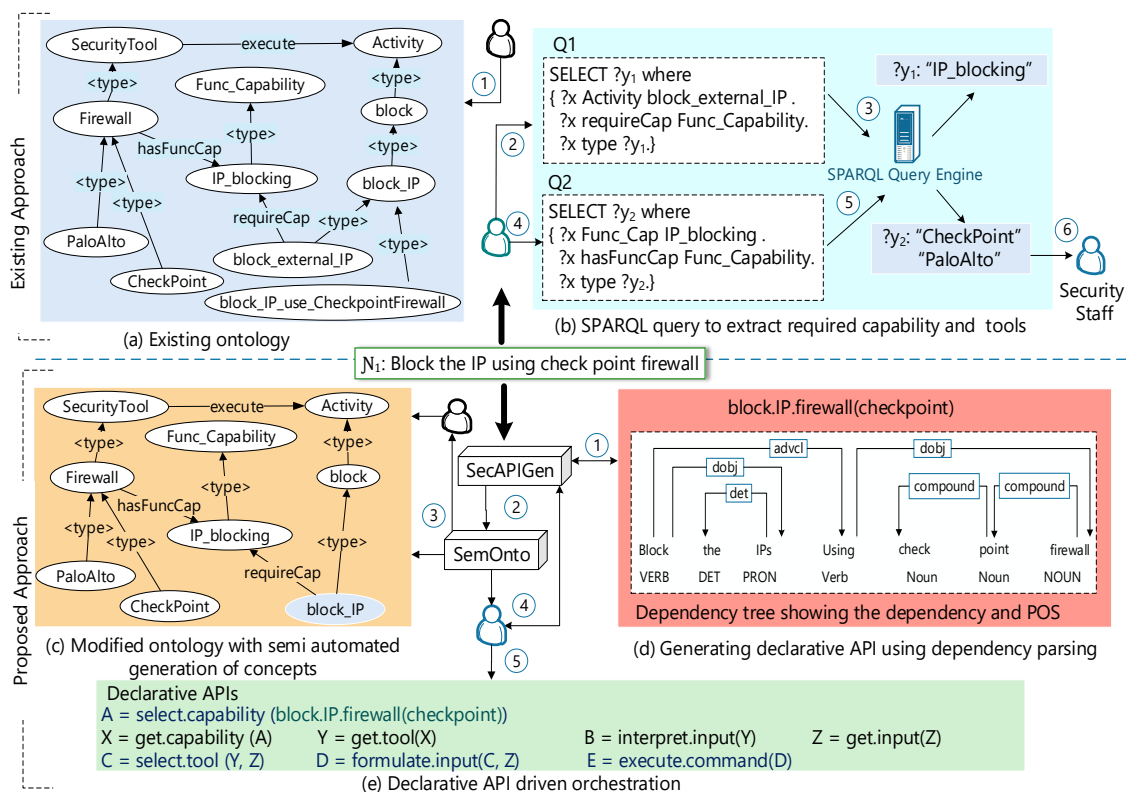 Existing Approach
SecurityTool
execute
Activity
<type>
<type>
Func_Capability
Firewall
<type>
block
hasFuncCap
<type>
<type>
<type>
IP_blocking
block_IP
requireCap
<type>
<type>
PaloAlto
block_external_IP
CheckPoint
block_IP_use_CheckpointFirewall
(a) Existing ontology
1
2
4
Q1
SELECT ?y1 where
{ ?x Activity block_external_IP .
?x requireCap Func_Capability.
?x type ?y1.}
Q2
SELECT ?y2 where
{ ?x Func_Cap IP_blocking .
?x hasFuncCap Func_Capability.
?x type ?y2.}
3
5
SPARQL Query Engine
?y1: “IP_blocking”
?y2: “CheckPoint”
“PaloAlto”
6
Security
Staff
(b) SPARQL query to extract required capability and tools
Ɲ1: Block the IP using check point firewall
Proposed Approach
SecurityTool
execute
Activity
<type>
Func_Capability
<type>
Firewall
block
hasFuncCap
<type>
<type>
<type>
IP_blocking
<type>
requireCap
PaloAlto
CheckPoint
block_IP
(c) Modified ontology with semi automated
generation of concepts
SecAPIGen
1
2
3
SemOnto
4
5
block.IP.firewall(checkpoint)
advcl
dobj
dobj
compound
compound
det
Block the IPs Using check point firewall
VERB DET PRON Verb Noun Noun NOUN
Dependency tree showing the dependency and POS
(d) Generating declarative API using dependency parsing
Declarative APIs
A = select.capability (block.IP.firewall(checkpoint))
X = get.capability (A) Y = get.tool(X) B = interpret.input(Y) Z = get.input(Z)
C = select.tool (Y, Z) D = formulate.input(C, Z) E = execute.command(D)
(e) Declarative API driven orchestration